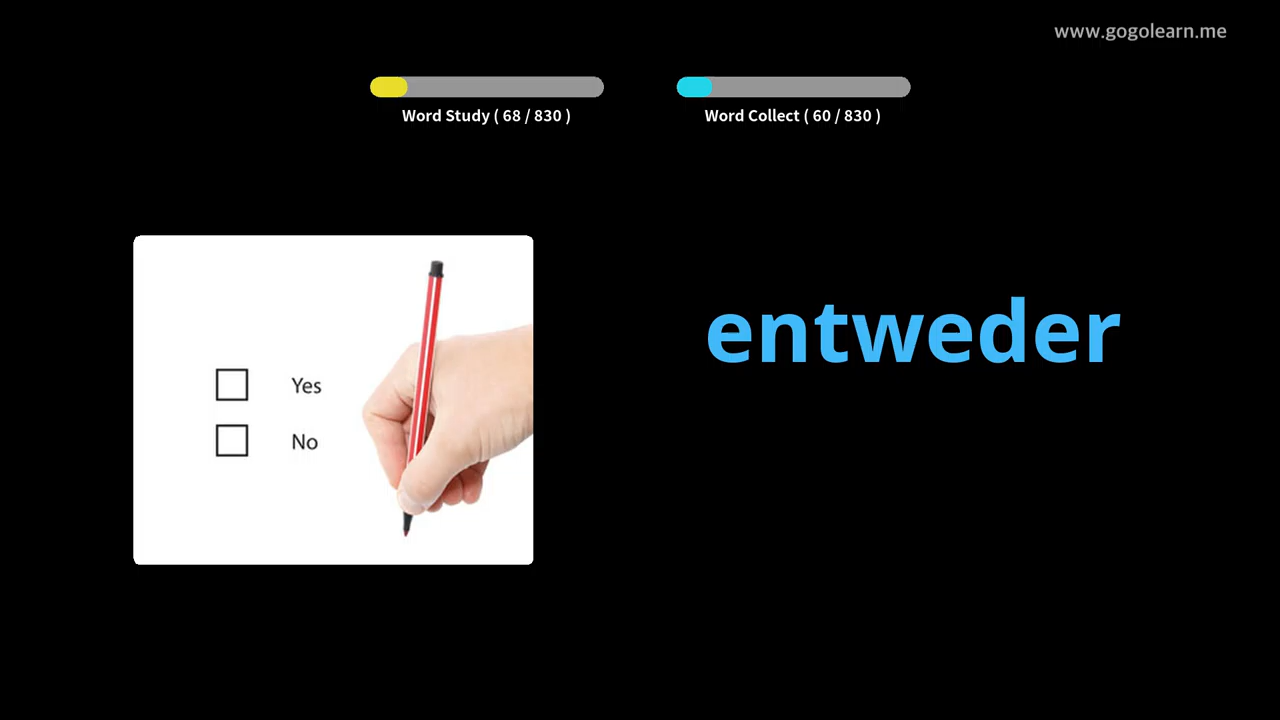 www.gogolearn.me
Word Study ( 68 / 830 )
Word Collect ( 60 / 830 )
entweder
Yes
No